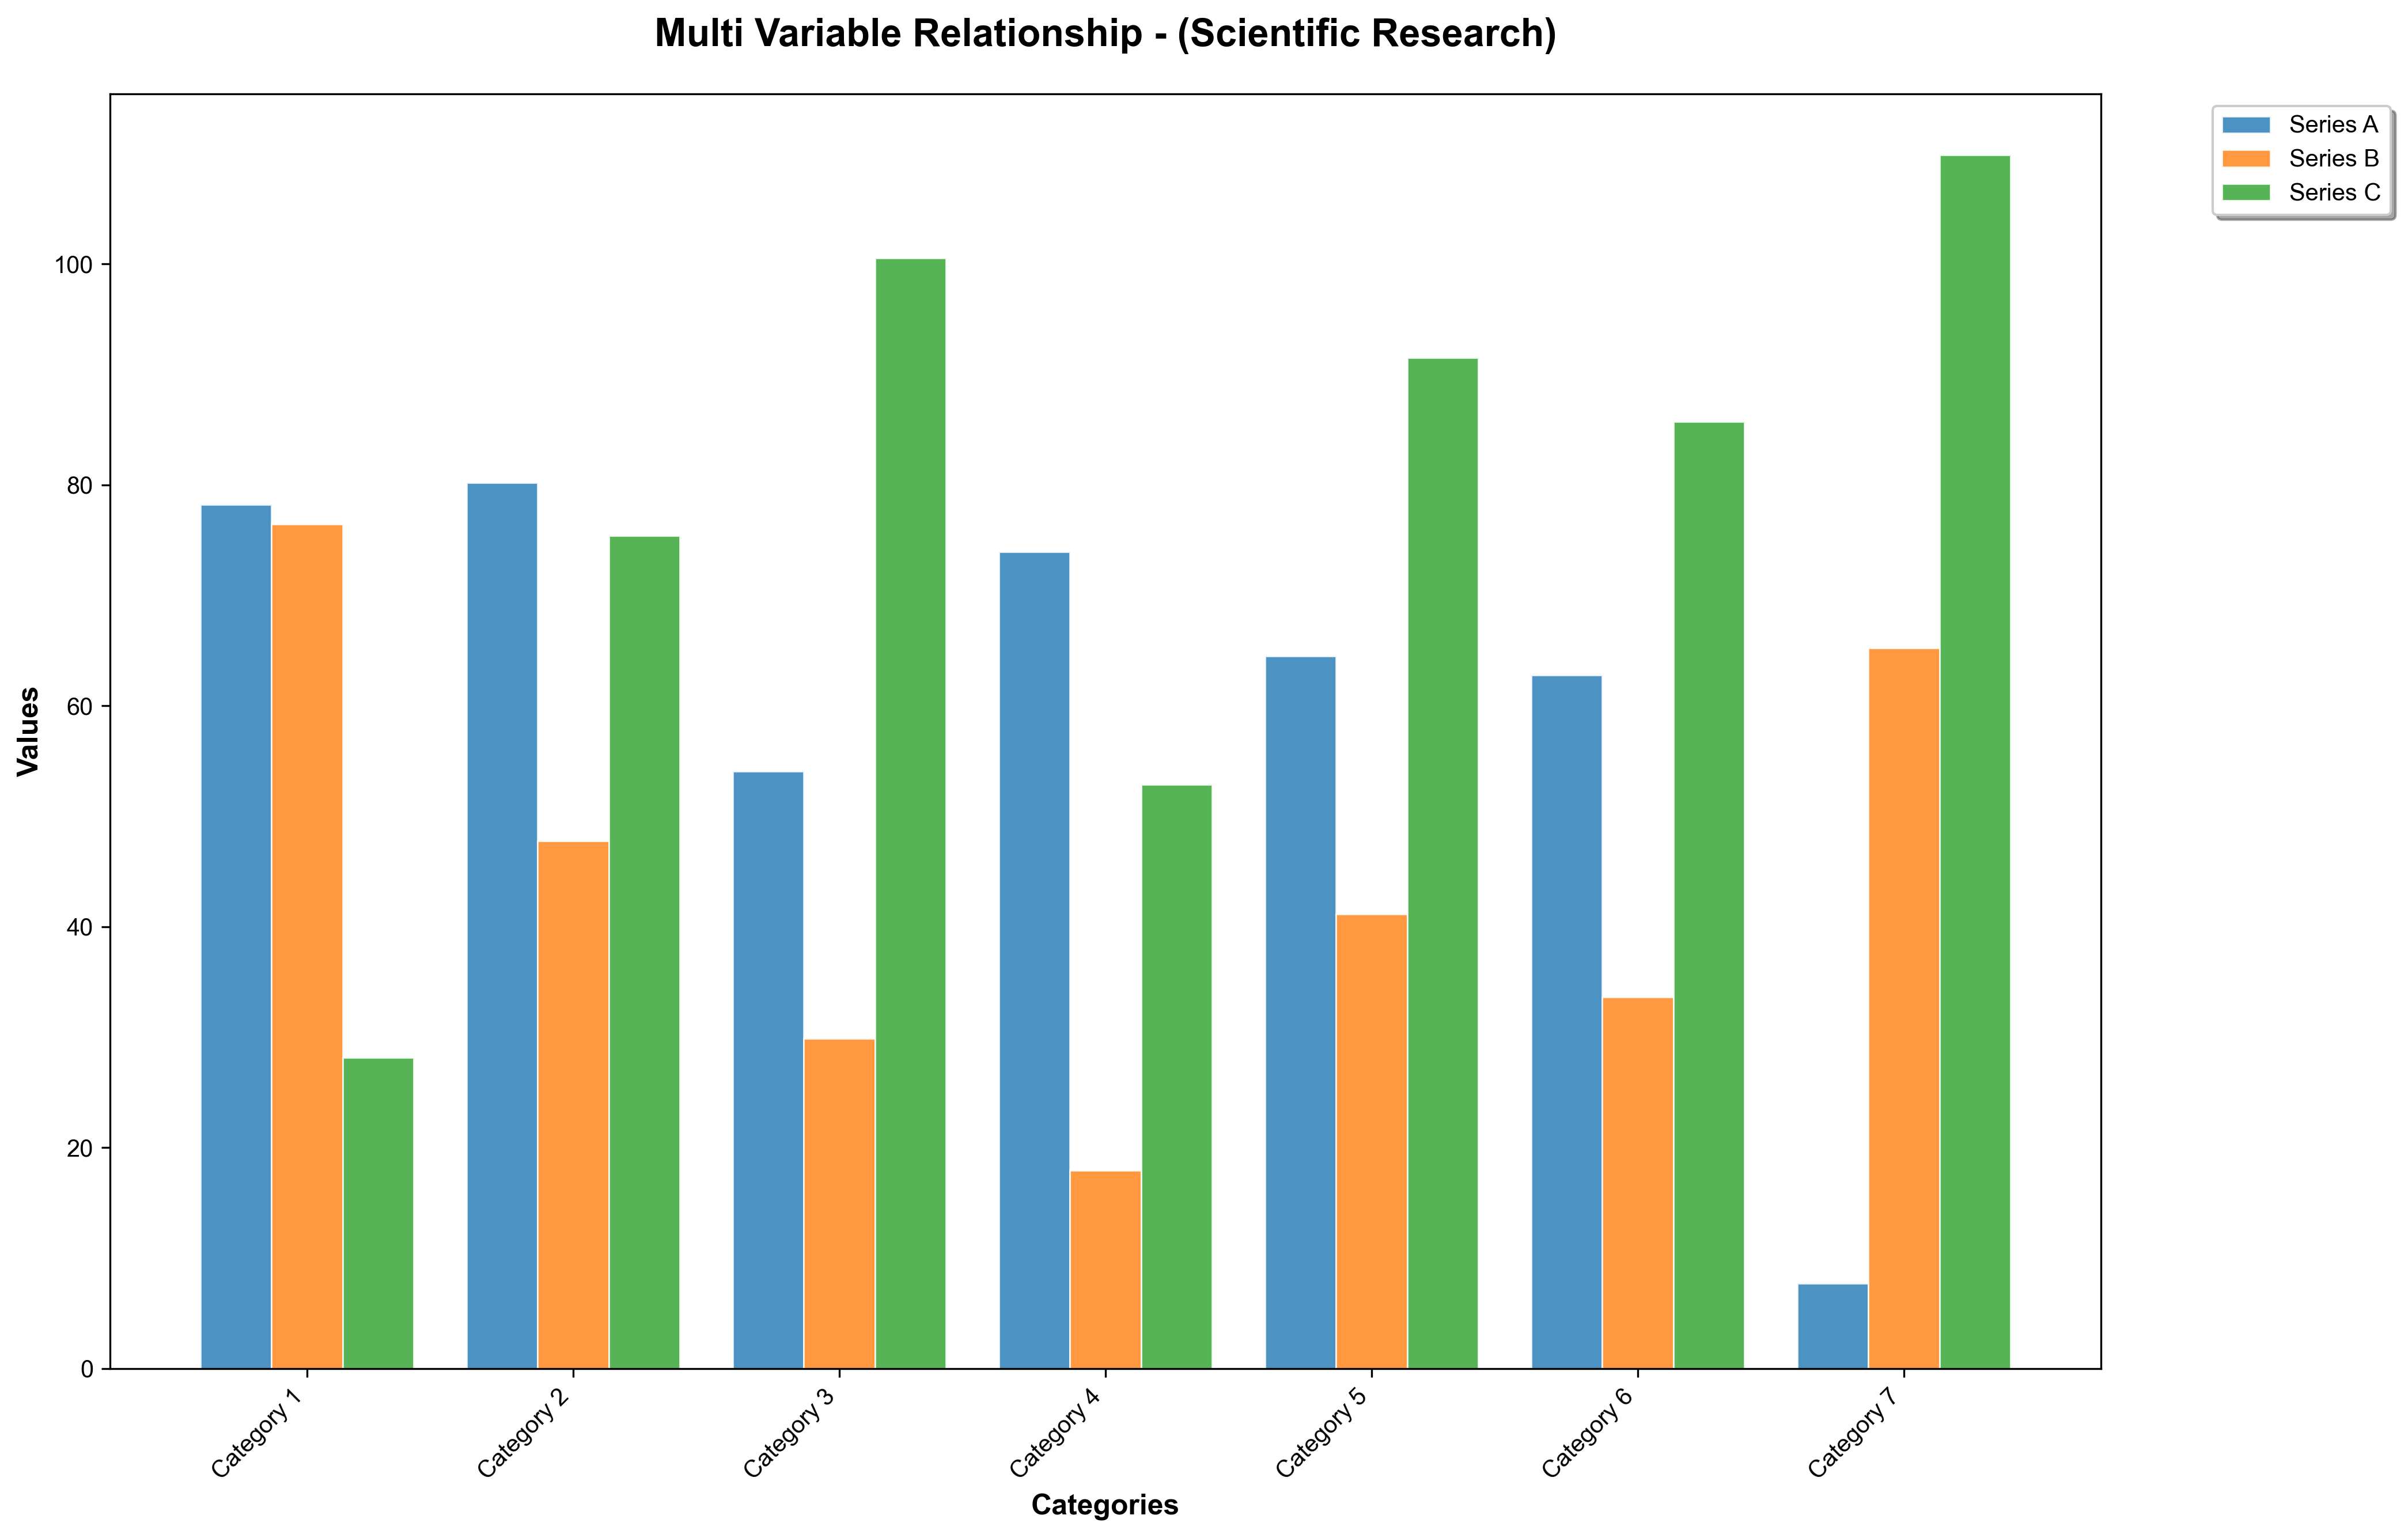 Multi Variable Relationship - (Scientific Research)
Series A
Series B
Series C
Values
100
80
60
40
20
0
Category 1
Category 2
Category 3
Category 4
Category 5
Category 6
Category 7
Categories